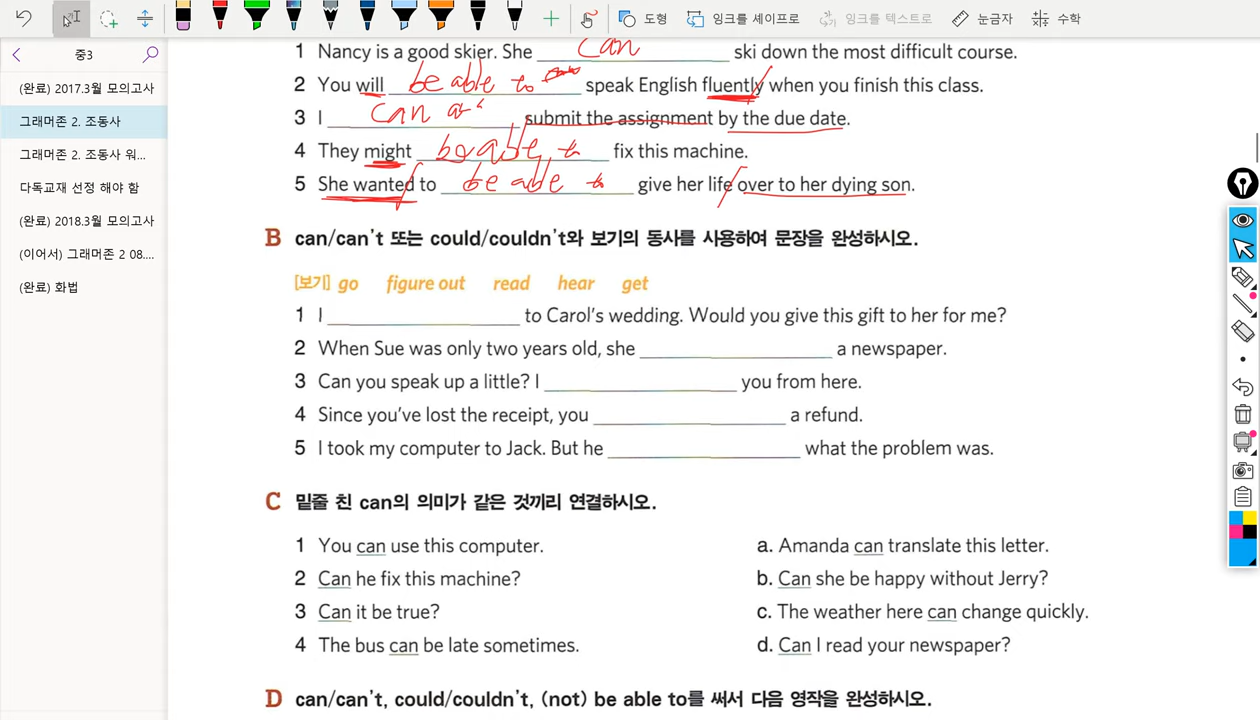 도형
잉크를 셰이프로
잉크를 텍스트로
눈금자
수학
중3
(완료) 2017.3월 모의고사
그래머존 2. 조동사
그래머존 2. 조동사 워...
다독교재 선정 해야 함
(완료) 2018.3월 모의고사
(이어서) 그래머존 2 08....
(완료) 화법
1 Nancy is a good skier. She can ski down the most difficult course.
2 You will be able to speak English fluently when you finish this class.
3 I can submit the assignment by the due date.
4 They might be able to fix this machine.
5 She wanted to be able to give her life over to her dying son.
B can/can't 또는 could/couldn't와 보기의 동사를 사용하여 문장을 완성하시오.
[보기] go figure out read hear get
1 I ____ to Carol's wedding. Would you give this gift to her for me?
2 When Sue was only two years old, she ____ a newspaper.
3 Can you speak up a little? I ____ you from here.
4 Since you've lost the receipt, you ____ a refund.
5 I took my computer to Jack. But he ____ what the problem was.
C 밑줄 친 can의 의미가 같은 것끼리 연결하시오.
1 You can use this computer. a. Amanda can translate this letter.
2 Can he fix this machine? b. Can she be happy without Jerry?
3 Can it be true? c. The weather here can change quickly.
4 The bus can be late sometimes. d. Can I read your newspaper?
D can/can't, could/couldn't, (not) be able to를 써서 다음 영작을 완성하시오.